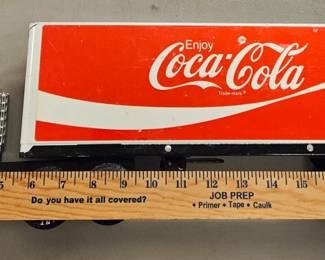 Enjoy
Coca-Cola
Trade-mark
5 6 7 8 9 10 11 12 13 14 15
Do you have it all covered?
JOB PREP
• Primer • Tape • Caulk